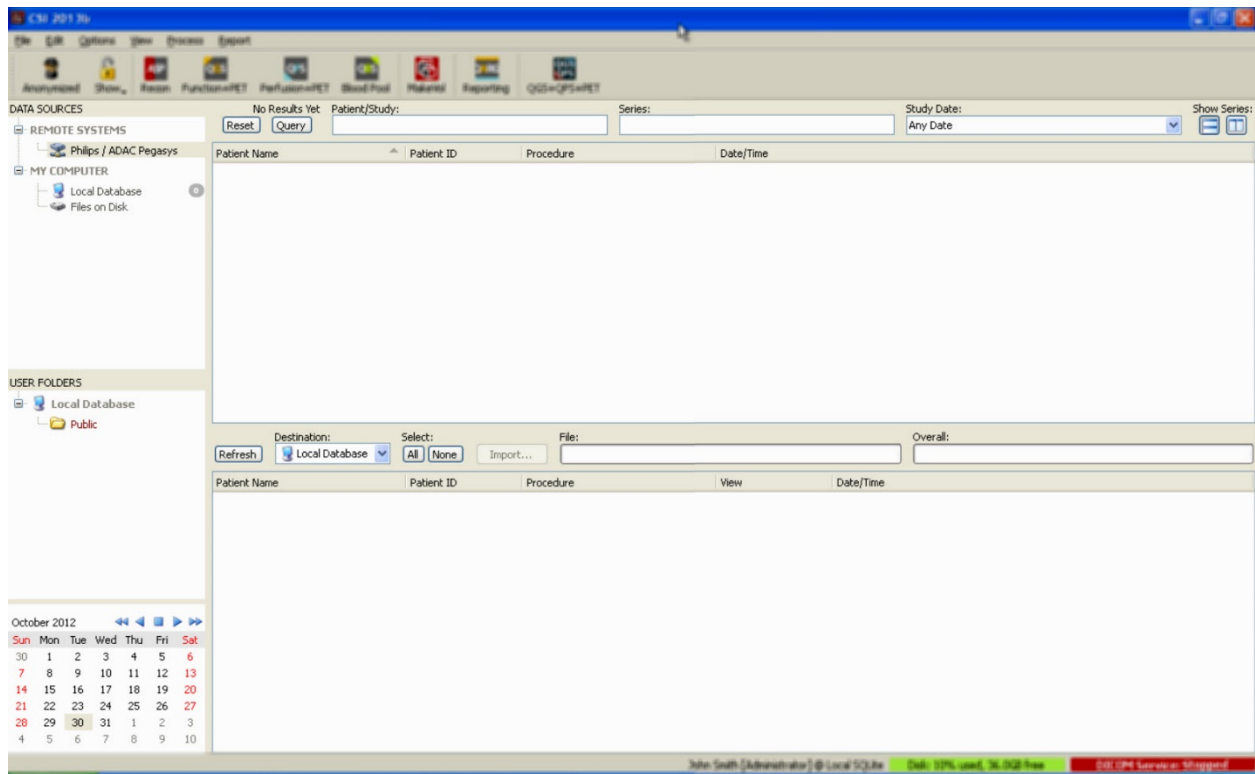 CSI 2013b
File Edit Options View Process Export
Anonymized Show Recon Function+PET Perfusion+PET Blood Pool Reporting QGS+QPS+PET
DATA SOURCES No Results Yet Patient/Study: Series: Study Date: Show Series:
Reset Query Any Date
REMOTE SYSTEMS
Philips / ADAC Pegasys
Patient Name Patient ID Procedure Date/Time
MY COMPUTER
Local Database 0
Files on Disk
USER FOLDERS
Local Database
Public
Destination: Select: File: Overall:
Refresh Local Database All None Import...
Patient Name Patient ID Procedure View Date/Time
October 2012
Sun Mon Tue Wed Thu Fri Sat
30 1 2 3 4 5 6
7 8 9 10 11 12 13
14 15 16 17 18 19 20
21 22 23 24 25 26 27
28 29 30 31 1 2 3
4 5 6 7 8 9 10
John Smith [Administrator] @ Local SQLite Disk: 10% used, 36.0GB free DICOM Service: Stopped